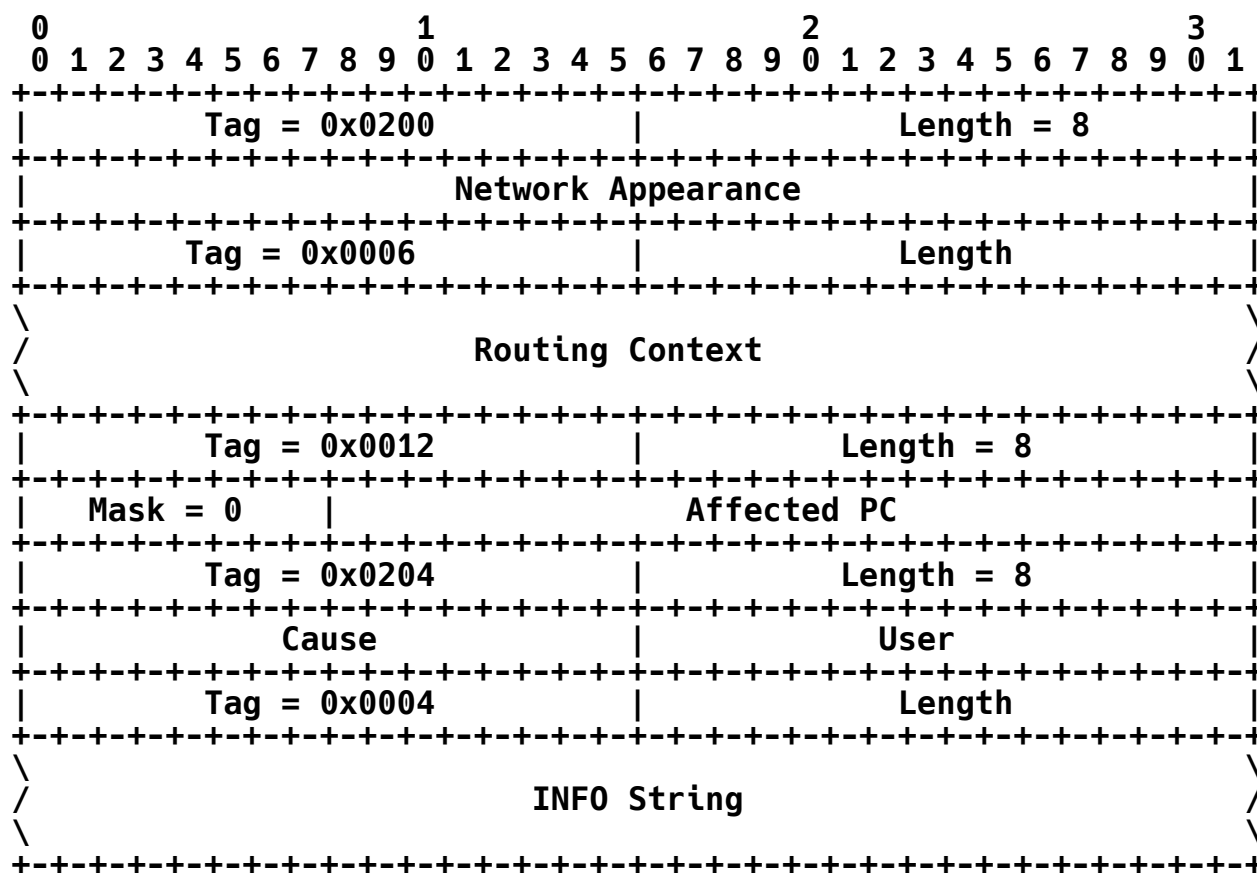 0                   1                   2                   3
 0 1 2 3 4 5 6 7 8 9 0 1 2 3 4 5 6 7 8 9 0 1 2 3 4 5 6 7 8 9 0 1
+-+-+-+-+-+-+-+-+-+-+-+-+-+-+-+-+-+-+-+-+-+-+-+-+-+-+-+-+-+-+-+-+
|         Tag = 0x0200          |             Length = 8        |
+-+-+-+-+-+-+-+-+-+-+-+-+-+-+-+-+-+-+-+-+-+-+-+-+-+-+-+-+-+-+-+-+
|                      Network Appearance                       |
+-+-+-+-+-+-+-+-+-+-+-+-+-+-+-+-+-+-+-+-+-+-+-+-+-+-+-+-+-+-+-+-+
|        Tag = 0x0006           |             Length            |
+-+-+-+-+-+-+-+-+-+-+-+-+-+-+-+-+-+-+-+-+-+-+-+-+-+-+-+-+-+-+-+-+
\                                                               \
/                       Routing Context                         /
\                                                               \
+-+-+-+-+-+-+-+-+-+-+-+-+-+-+-+-+-+-+-+-+-+-+-+-+-+-+-+-+-+-+-+-+
|         Tag = 0x0012          |          Length = 8           |
+-+-+-+-+-+-+-+-+-+-+-+-+-+-+-+-+-+-+-+-+-+-+-+-+-+-+-+-+-+-+-+-+
|   Mask = 0    |                  Affected PC                  |
+-+-+-+-+-+-+-+-+-+-+-+-+-+-+-+-+-+-+-+-+-+-+-+-+-+-+-+-+-+-+-+-+
|         Tag = 0x0204          |          Length = 8           |
+-+-+-+-+-+-+-+-+-+-+-+-+-+-+-+-+-+-+-+-+-+-+-+-+-+-+-+-+-+-+-+-+
|             Cause             |            User               |
+-+-+-+-+-+-+-+-+-+-+-+-+-+-+-+-+-+-+-+-+-+-+-+-+-+-+-+-+-+-+-+-+
|         Tag = 0x0004          |             Length            |
+-+-+-+-+-+-+-+-+-+-+-+-+-+-+-+-+-+-+-+-+-+-+-+-+-+-+-+-+-+-+-+-+
\                                                               \
/                          INFO String                          /
\                                                               \
+-+-+-+-+-+-+-+-+-+-+-+-+-+-+-+-+-+-+-+-+-+-+-+-+-+-+-+-+-+-+-+-+